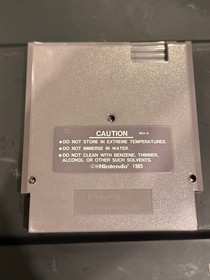 CAUTION
REV-A
●DO NOT STORE IN EXTREME TEMPERATURES.
●DO NOT IMMERSE IN WATER.
●DO NOT CLEAN WITH BENZENE, THINNER,
ALCOHOL OR OTHER SUCH SOLVENTS.
©®Nintendo® 1985